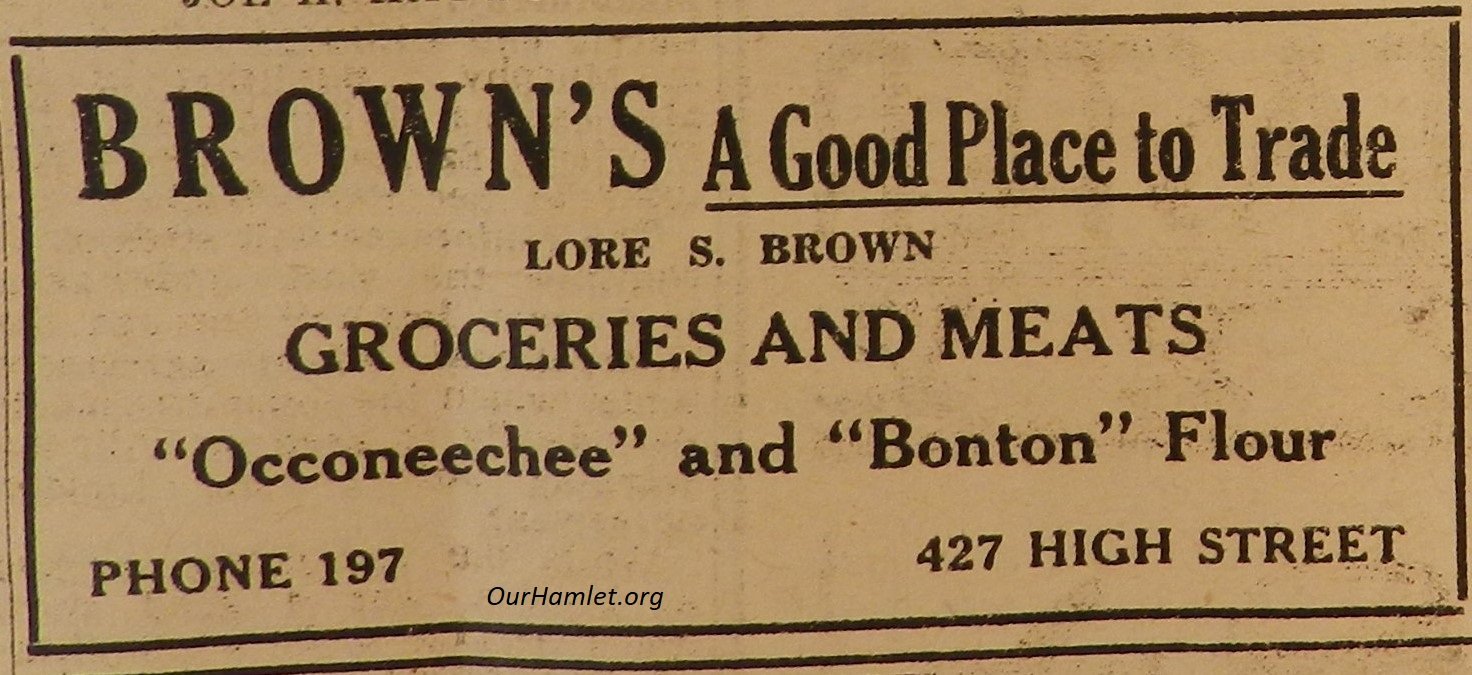 BROWN'S A Good Place to Trade
LORE S. BROWN
GROCERIES AND MEATS
“Occoneechee” and “Bonton” Flour
PHONE 197 427 HIGH STREET
OurHamlet.org